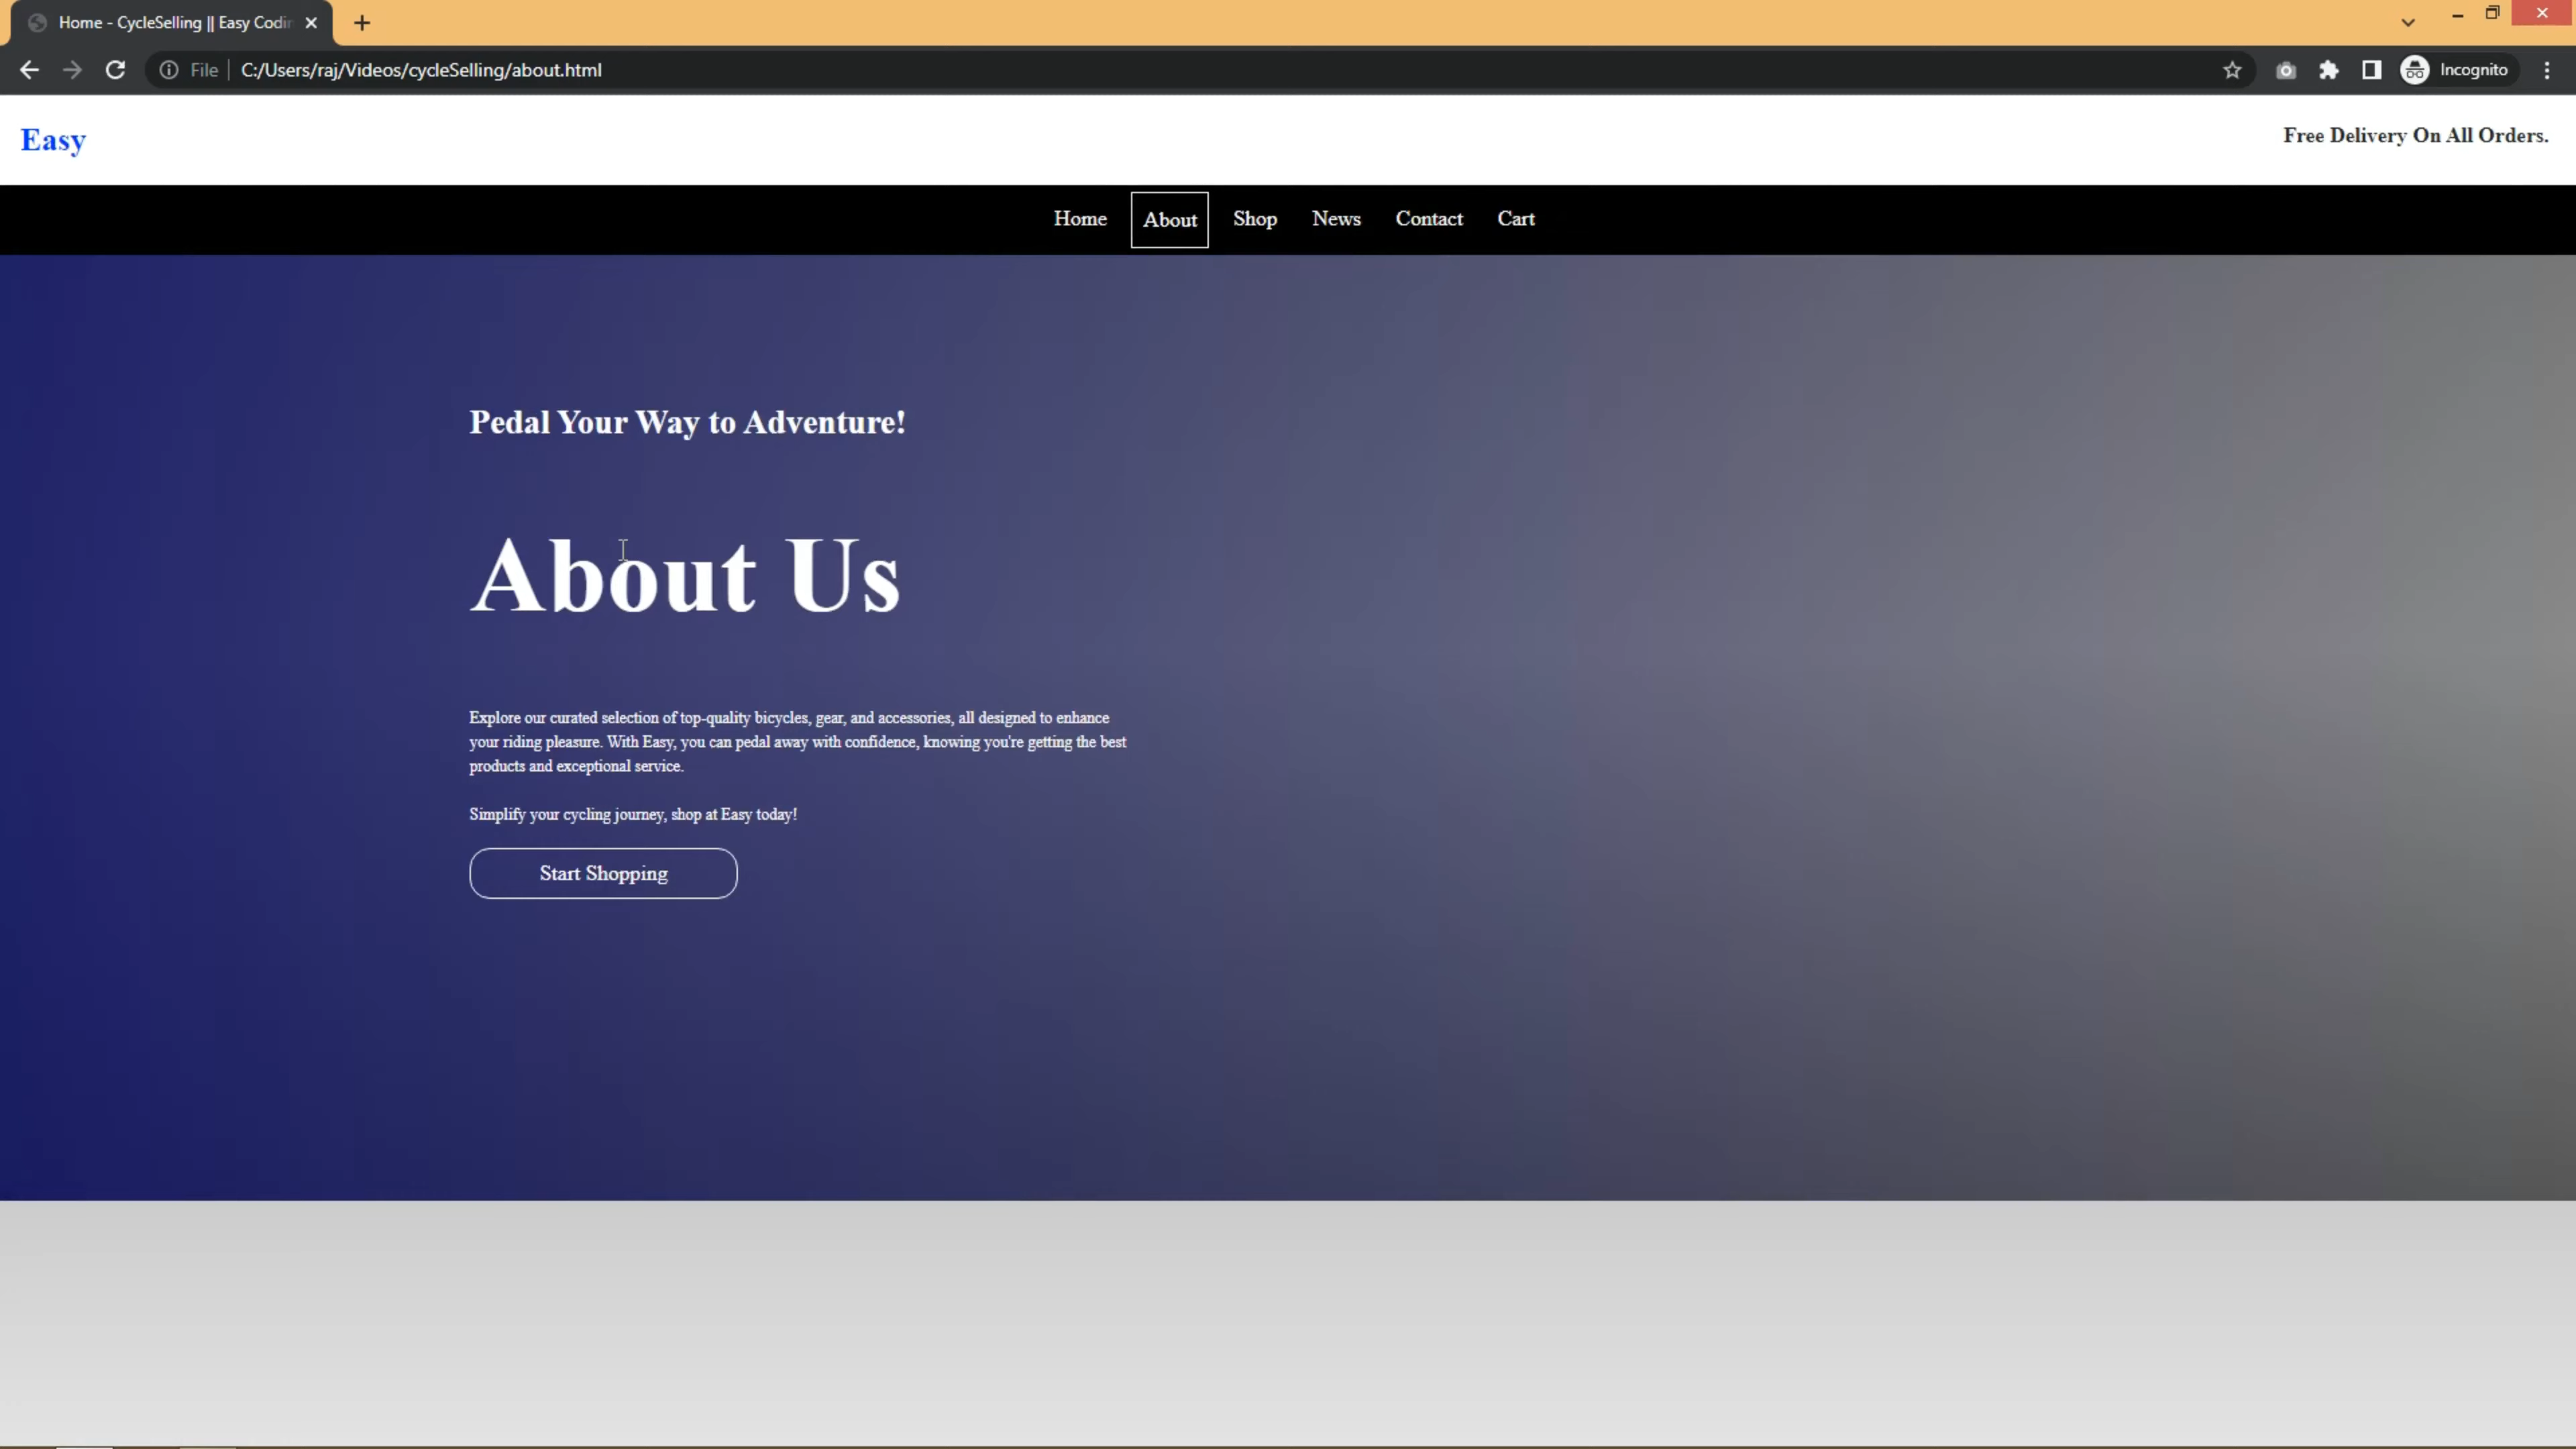 Home - CycleSelling || Easy Codin
File
C:/Users/raj/Videos/cycleSelling/about.html
Incognito
Easy
Free Delivery On All Orders.
Home About Shop News Contact Cart
Pedal Your Way to Adventure!
About Us
Explore our curated selection of top-quality bicycles, gear, and accessories, all designed to enhance
your riding pleasure. With Easy, you can pedal away with confidence, knowing you're getting the best
products and exceptional service.
Simplify your cycling journey, shop at Easy today!
Start Shopping